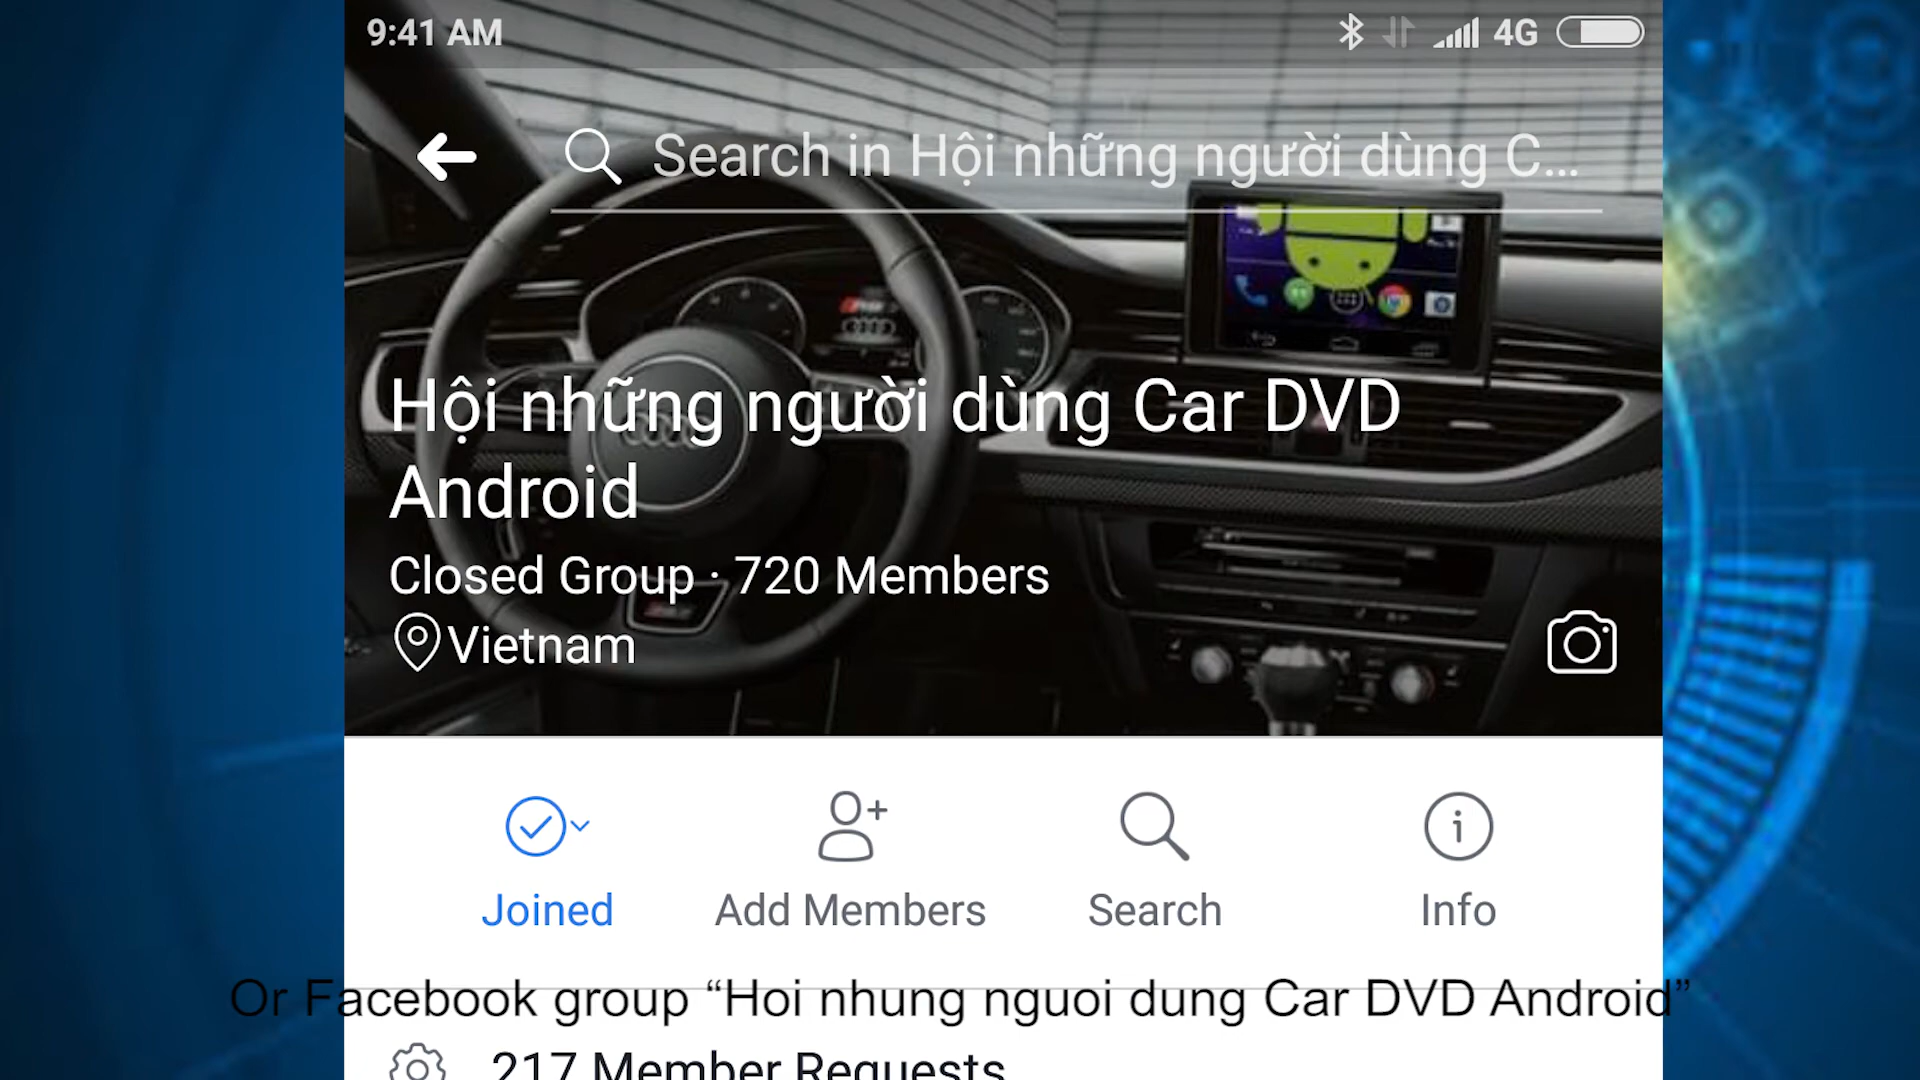 9:41 AM
4G
Search in Hội những người dùng C...
Hội những người dùng Car DVD
Android
Closed Group · 720 Members
Vietnam
Joined
Add Members
Search
Info
Or Facebook group “Hoi nhung nguoi dung Car DVD Android”
217 Member Requests